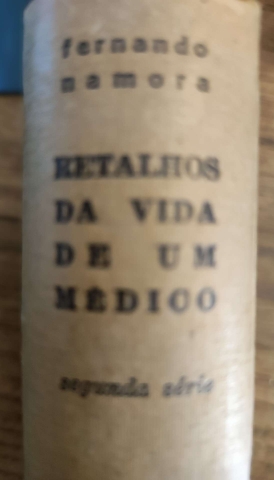 fernando
namora
RETALHOS
DA VIDA
DE UM
MÉDICO
segunda série